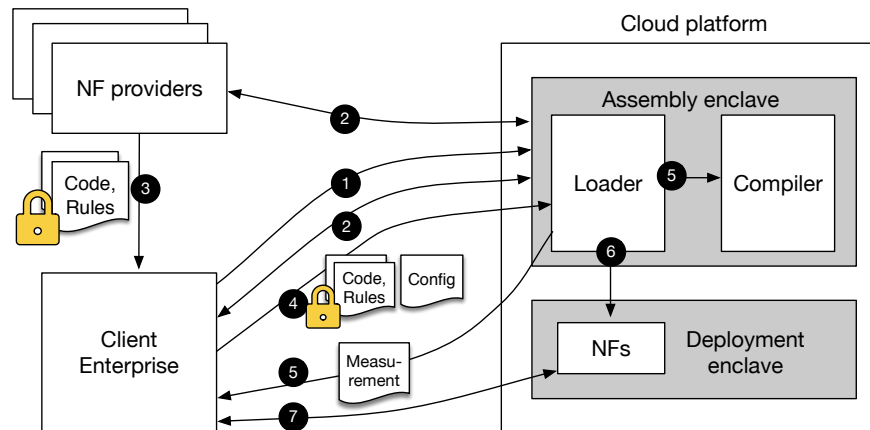 Cloud platform
NF providers
2
Assembly enclave
Code,
Rules
3
1
Loader
5
Compiler
2
6
4
Code,
Rules
Config
Client
Enterprise
NFs
Deployment
enclave
5
Measu-
rement
7